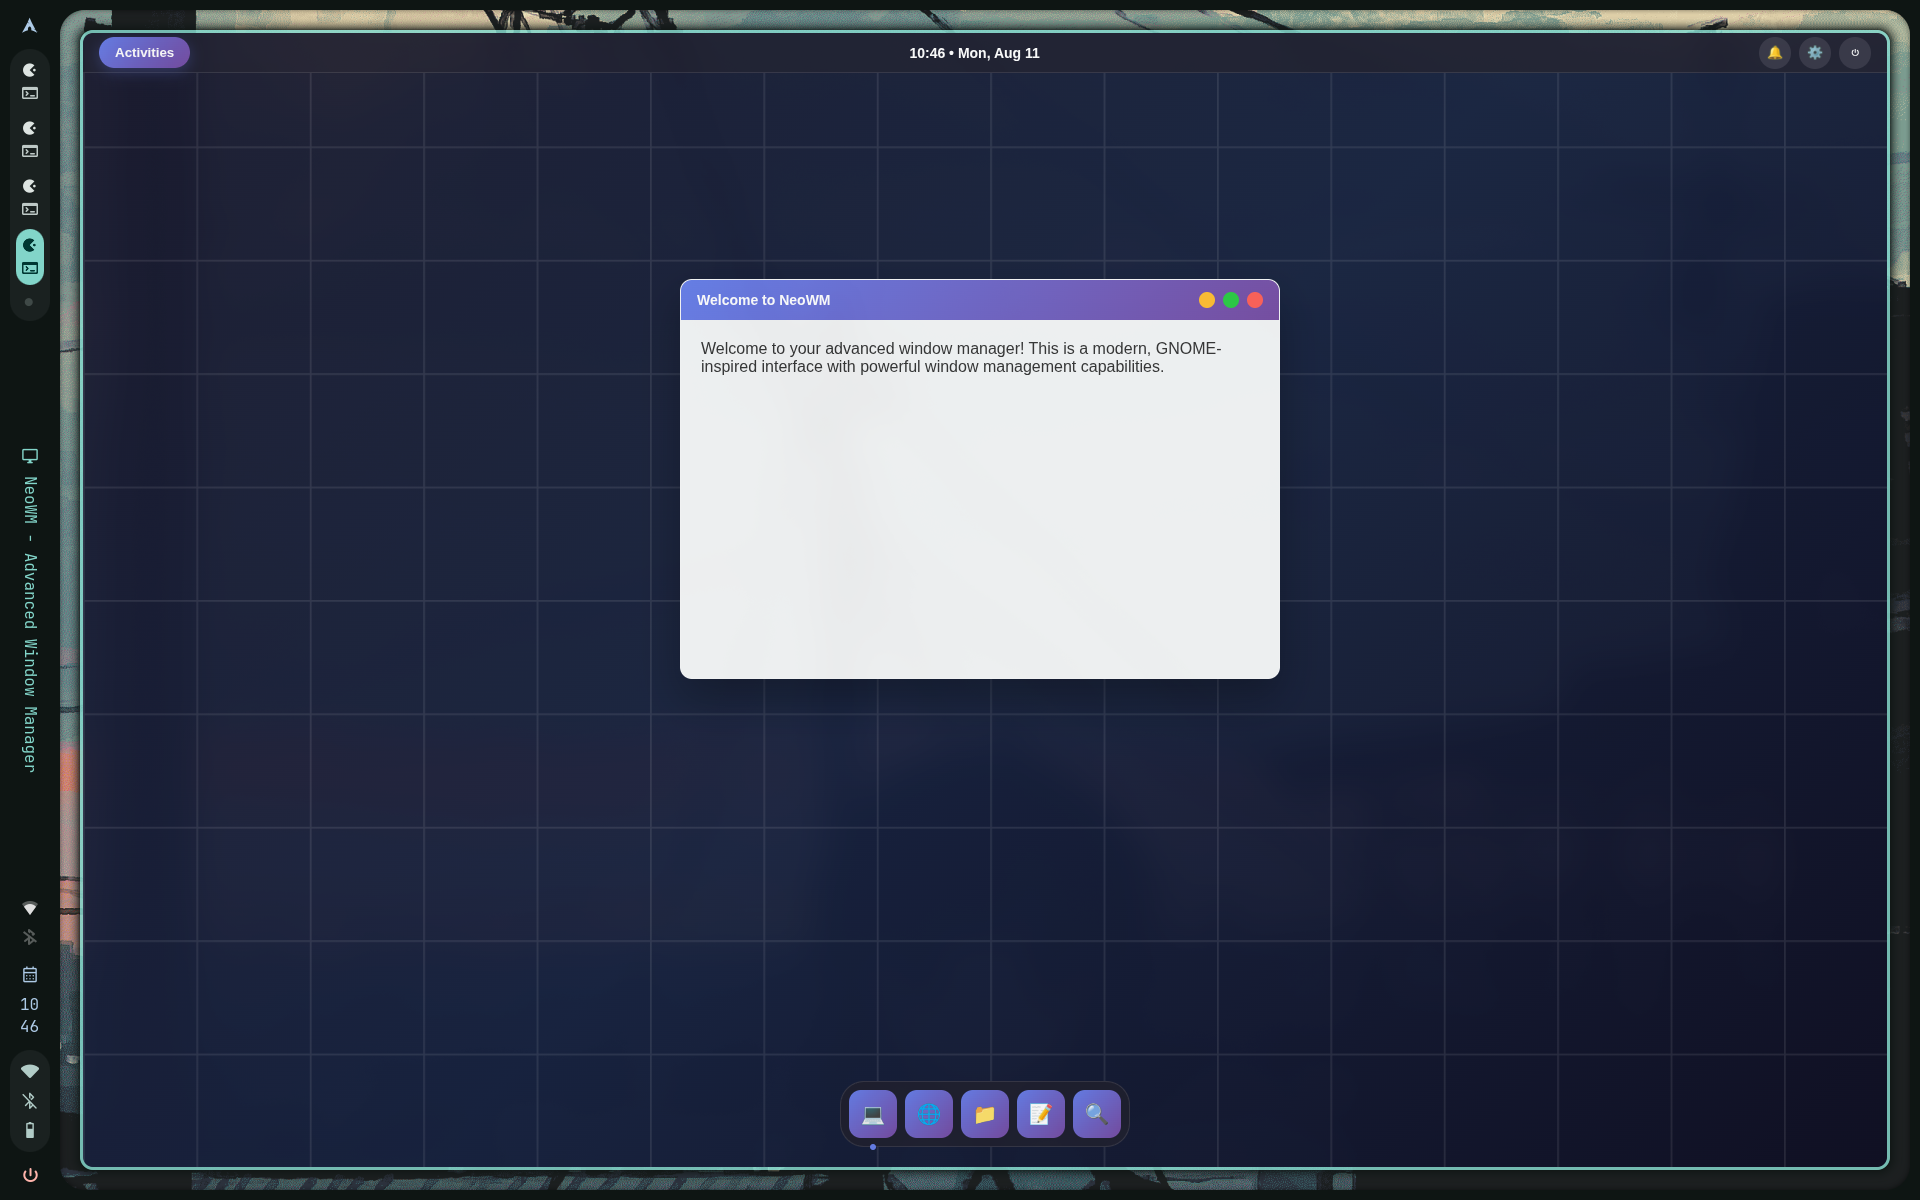 Activities
10:46 • Mon, Aug 11
Welcome to NeoWM
Welcome to your advanced window manager! This is a modern, GNOME-
inspired interface with powerful window management capabilities.
NeoWM - Advanced Window Manager
10
46